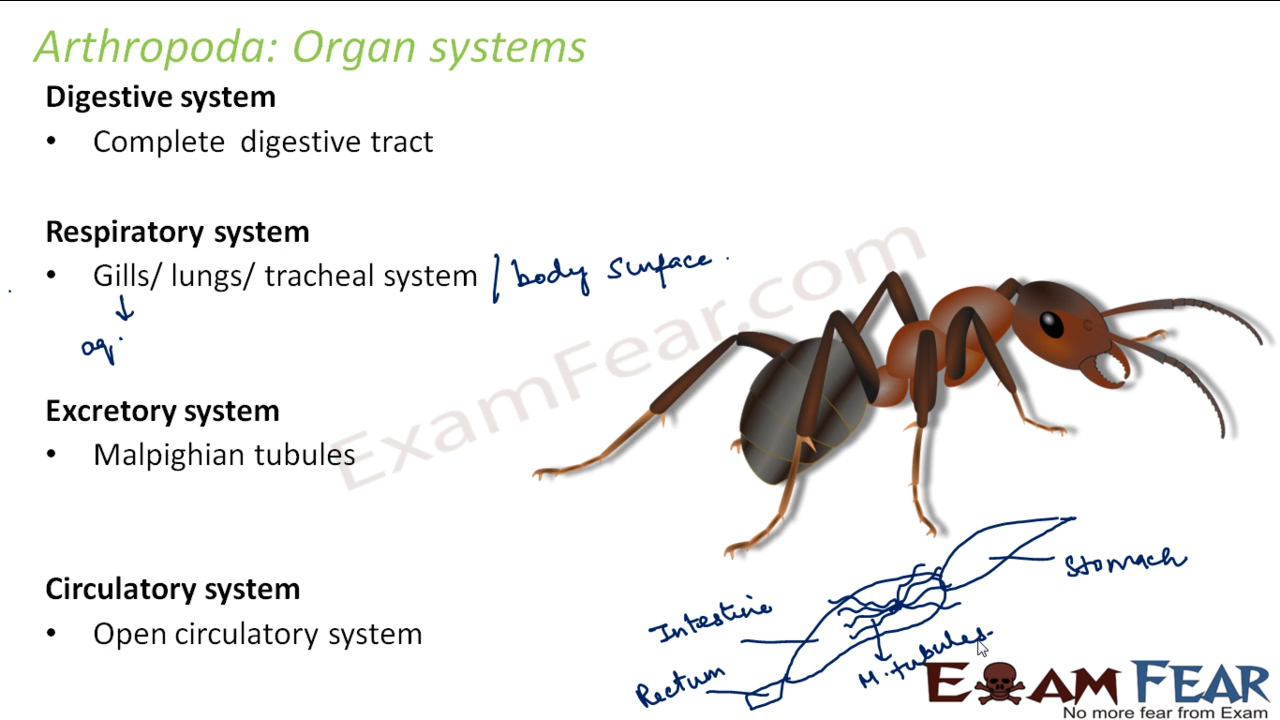 Arthropoda: Organ systems
Digestive system
• Complete digestive tract
Respiratory system
• Gills/ lungs/ tracheal system / body surface
aq.
Excretory system
• Malpighian tubules
Circulatory system
• Open circulatory system
ExamFear.com
Stomach
Intestine
M. tubules
Rectum
EXAM FEAR
No more fear from Exam